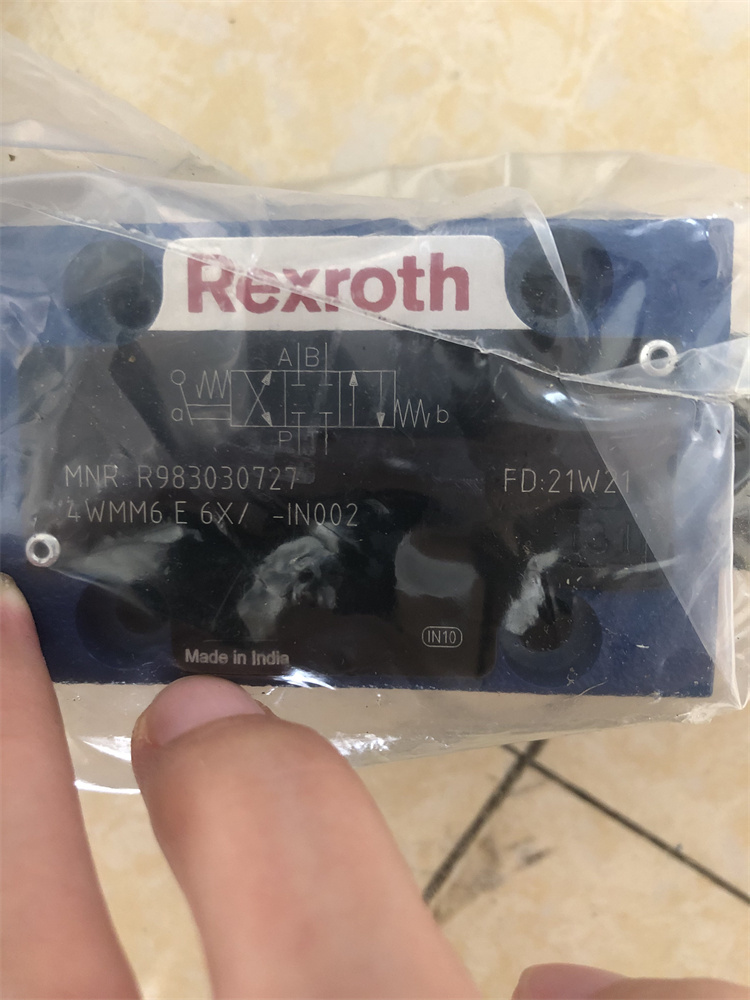 Rexroth
A B
a b
P
MNR: R983030727 FD:21W21
4WMM6 E 6X/ -IN002
IN10
Made in India